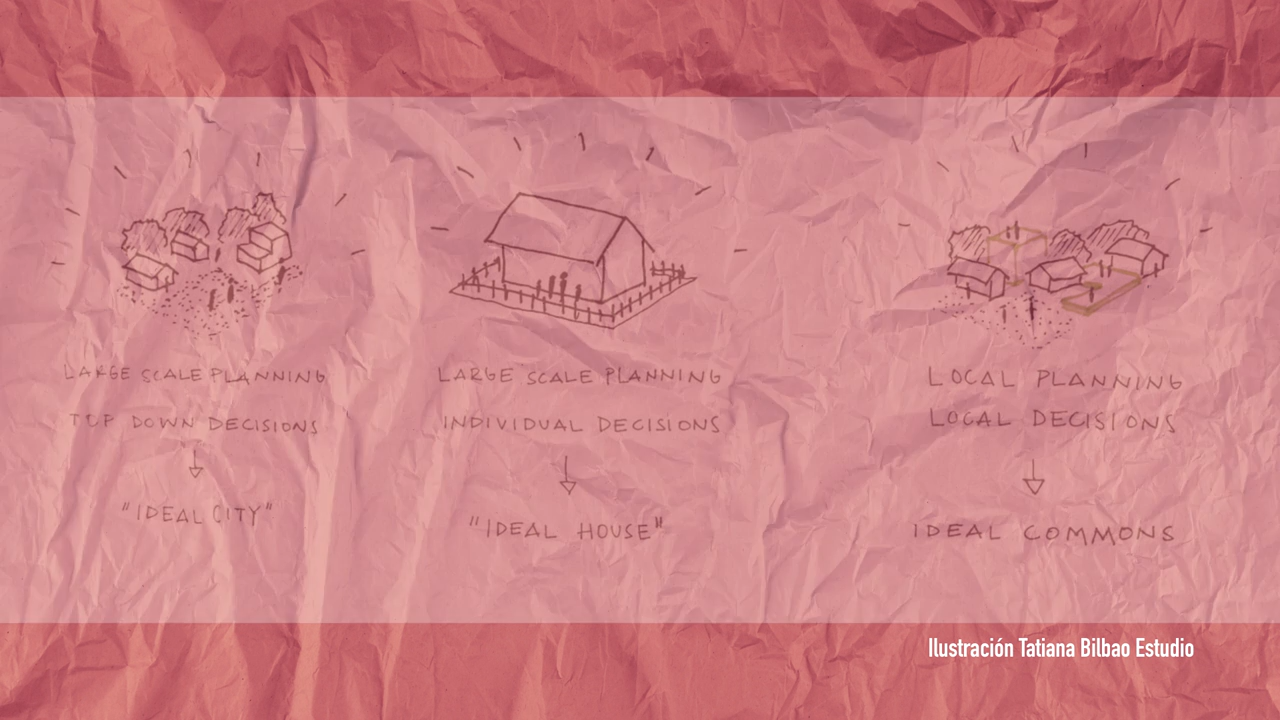 LARGE SCALE PLANNING
TOP DOWN DECISIONS
"IDEAL CITY"
LARGE SCALE PLANNING
INDIVIDUAL DECISIONS
"IDEAL HOUSE"
LOCAL PLANNING
LOCAL DECISIONS
IDEAL COMMONS
Ilustración Tatiana Bilbao Estudio